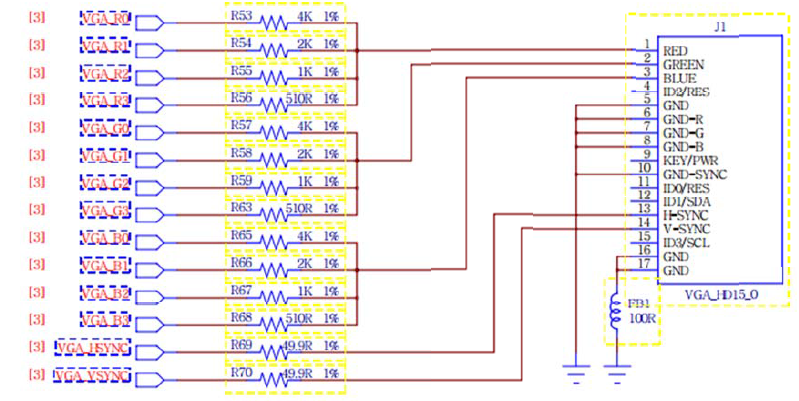 [3] VGA_R0 R53 4K 1%
[3] VGA_R1 R54 2K 1%
[3] VGA_R2 R55 1K 1%
[3] VGA_R3 R56 510R 1%
[3] VGA_G0 R57 4K 1%
[3] VGA_G1 R58 2K 1%
[3] VGA_G2 R59 1K 1%
[3] VGA_G3 R63 510R 1%
[3] VGA_B0 R65 4K 1%
[3] VGA_B1 R66 2K 1%
[3] VGA_B2 R67 1K 1%
[3] VGA_B3 R68 510R 1%
[3] VGA_HSYNC R69 49.9R 1%
[3] VGA_VSYNC R70 49.9R 1%
J1
1 RED
2 GREEN
3 BLUE
4 ID2/RES
5 GND
6 GND-R
7 GND-G
8 GND-B
9 KEY/PWR
10 GND-SYNC
11 ID0/RES
12 ID1/SDA
13 H-SYNC
14 V-SYNC
15 ID3/SCL
16 GND
17 GND
VGA_HD15_0
FB1
100R